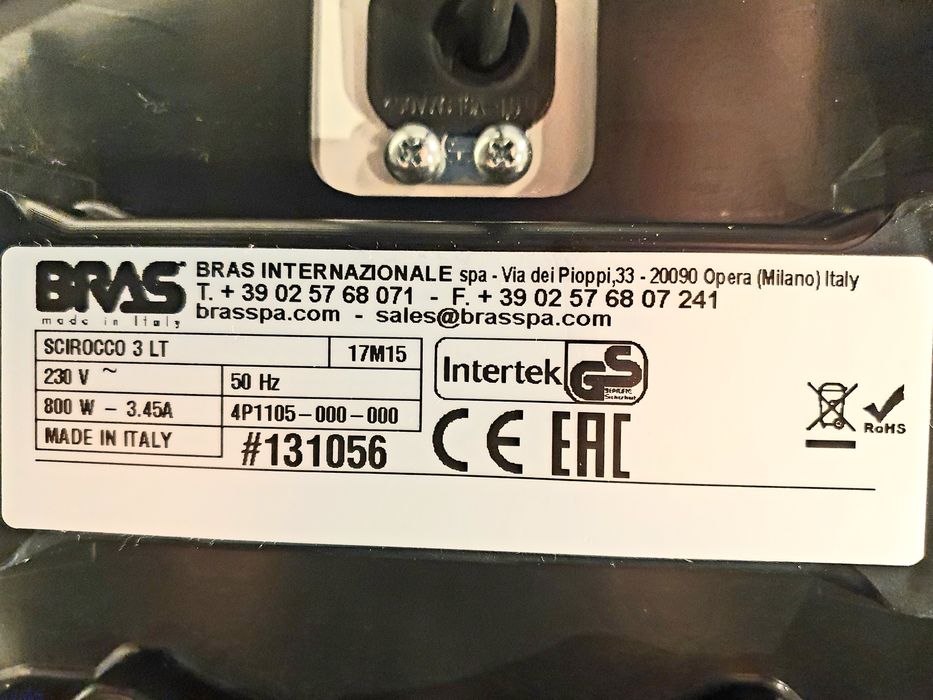 BRAS
made in Italy
BRAS INTERNAZIONALE spa - Via dei Pioppi,33 - 20090 Opera (Milano) Italy
T. + 39 02 57 68 071 - F. + 39 02 57 68 07 241
brasspa.com - sales@brasspa.com
SCIROCCO 3 LT 17M15
230 V ~ 50 Hz
800 W - 3.45A 4P1105-000-000
MADE IN ITALY #131056
Intertek GS
geprüfte
Sicherheit
CE EAC
RoHS